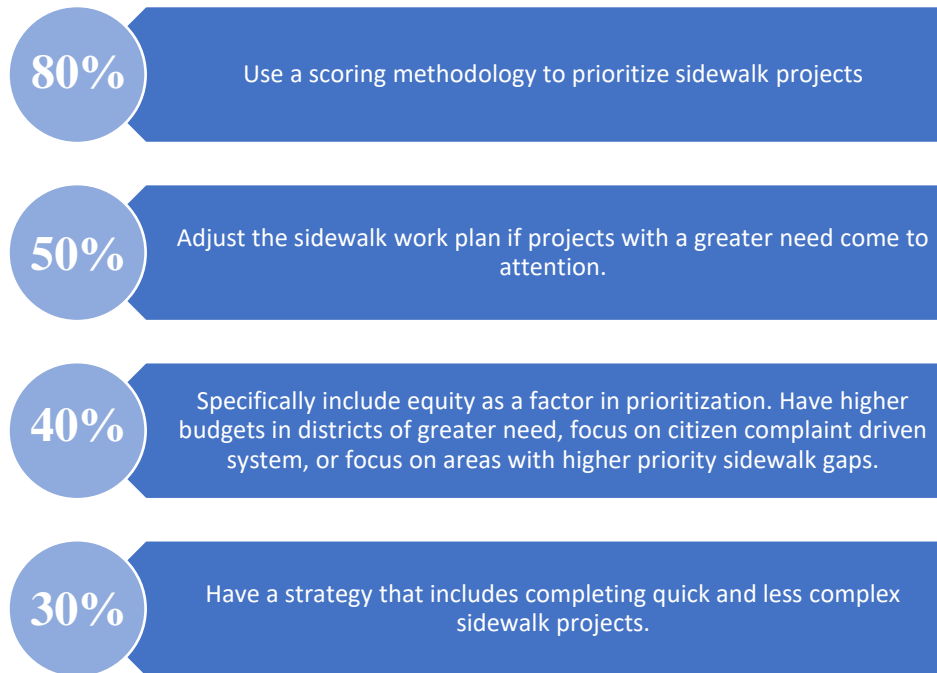 80%
Use a scoring methodology to prioritize sidewalk projects
50%
Adjust the sidewalk work plan if projects with a greater need come to
attention.
40%
Specifically include equity as a factor in prioritization. Have higher
budgets in districts of greater need, focus on citizen complaint driven
system, or focus on areas with higher priority sidewalk gaps.
30%
Have a strategy that includes completing quick and less complex
sidewalk projects.